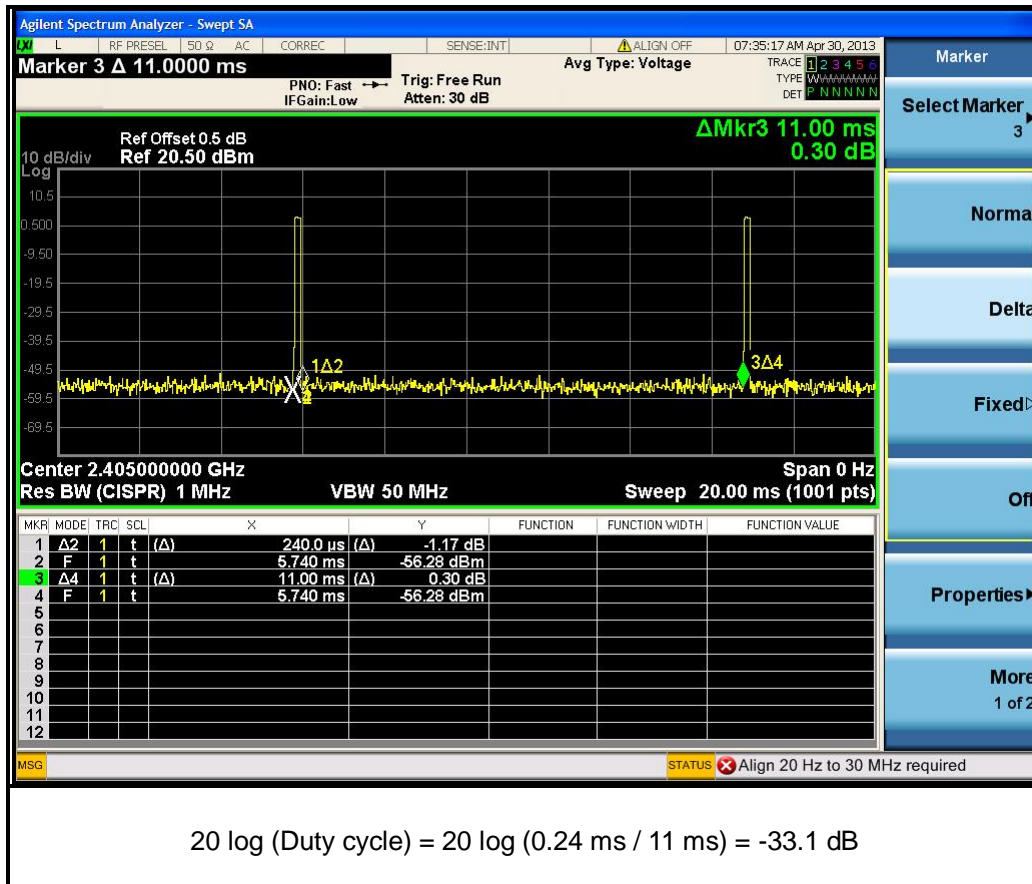 Agilent Spectrum Analyzer - Swept SA
LXI L RF PRESEL 50 Ω AC CORREC SENSE:INT ALIGN OFF 07:35:17 AM Apr 30, 2013
Marker 3 Δ 11.0000 ms
PNO: Fast
IFGain:Low
Trig: Free Run
Atten: 30 dB
Avg Type: Voltage
TRACE 1 2 3 4 5 6
TYPE WWWWWW
DET P N N N N N
ΔMkr3 11.00 ms
0.30 dB
Ref Offset 0.5 dB
10 dB/div Ref 20.50 dBm
Log
10.5
0.500
-9.50
-19.5
-29.5
-39.5
-49.5
-59.5
-69.5
1Δ2
3Δ4
Center 2.405000000 GHz Span 0 Hz
Res BW (CISPR) 1 MHz VBW 50 MHz Sweep 20.00 ms (1001 pts)
MKR MODE TRC SCL X Y FUNCTION FUNCTION WIDTH FUNCTION VALUE
1 Δ2 1 t (Δ) 240.0 µs (Δ) -1.17 dB
2 F 1 t 5.740 ms -56.28 dBm
3 Δ4 1 t (Δ) 11.00 ms (Δ) 0.30 dB
4 F 1 t 5.740 ms -56.28 dBm
5
6
7
8
9
10
11
12
MSG STATUS Align 20 Hz to 30 MHz required
Marker
Select Marker
3
Norma
Delta
Fixed
Off
Properties
More
1 of 2
20 log (Duty cycle) = 20 log (0.24 ms / 11 ms) = -33.1 dB